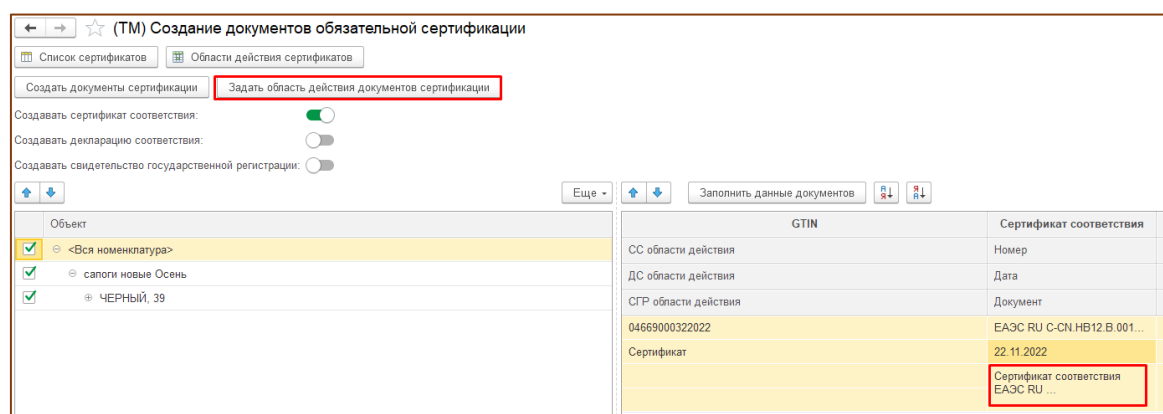 (ТМ) Создание документов обязательной сертификации
Список сертификатов
Области действия сертификатов
Создать документы сертификации
Задать область действия документов сертификации
Создавать сертификат соответствия:
Создавать декларацию соответствия:
Создавать свидетельство государственной регистрации:
Еще
Заполнить данные документов
Объект
GTIN
Сертификат соответствия
<Вся номенклатура>
СС области действия
Номер
сапоги новые Осень
ДС области действия
Дата
ЧЕРНЫЙ, 39
СГР области действия
Документ
04669000322022
ЕАЭС RU C-CN.НВ12.В.001...
Сертификат
22.11.2022
Сертификат соответствия
ЕАЭС RU ...